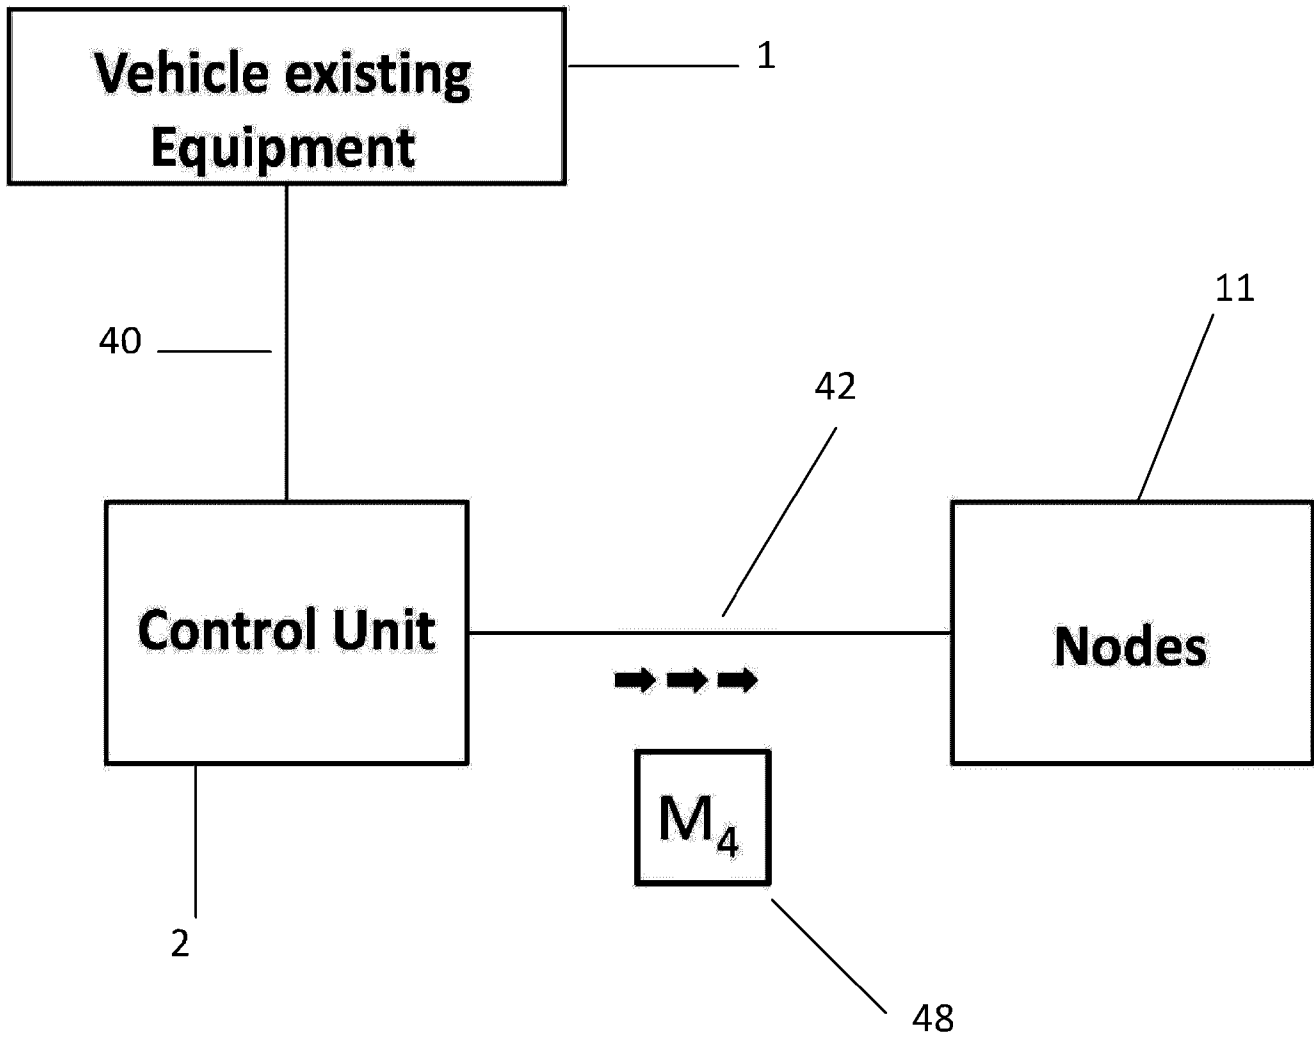 Vehicle existing
Equipment
1
11
40
42
Control Unit
Nodes
M₄
2
48